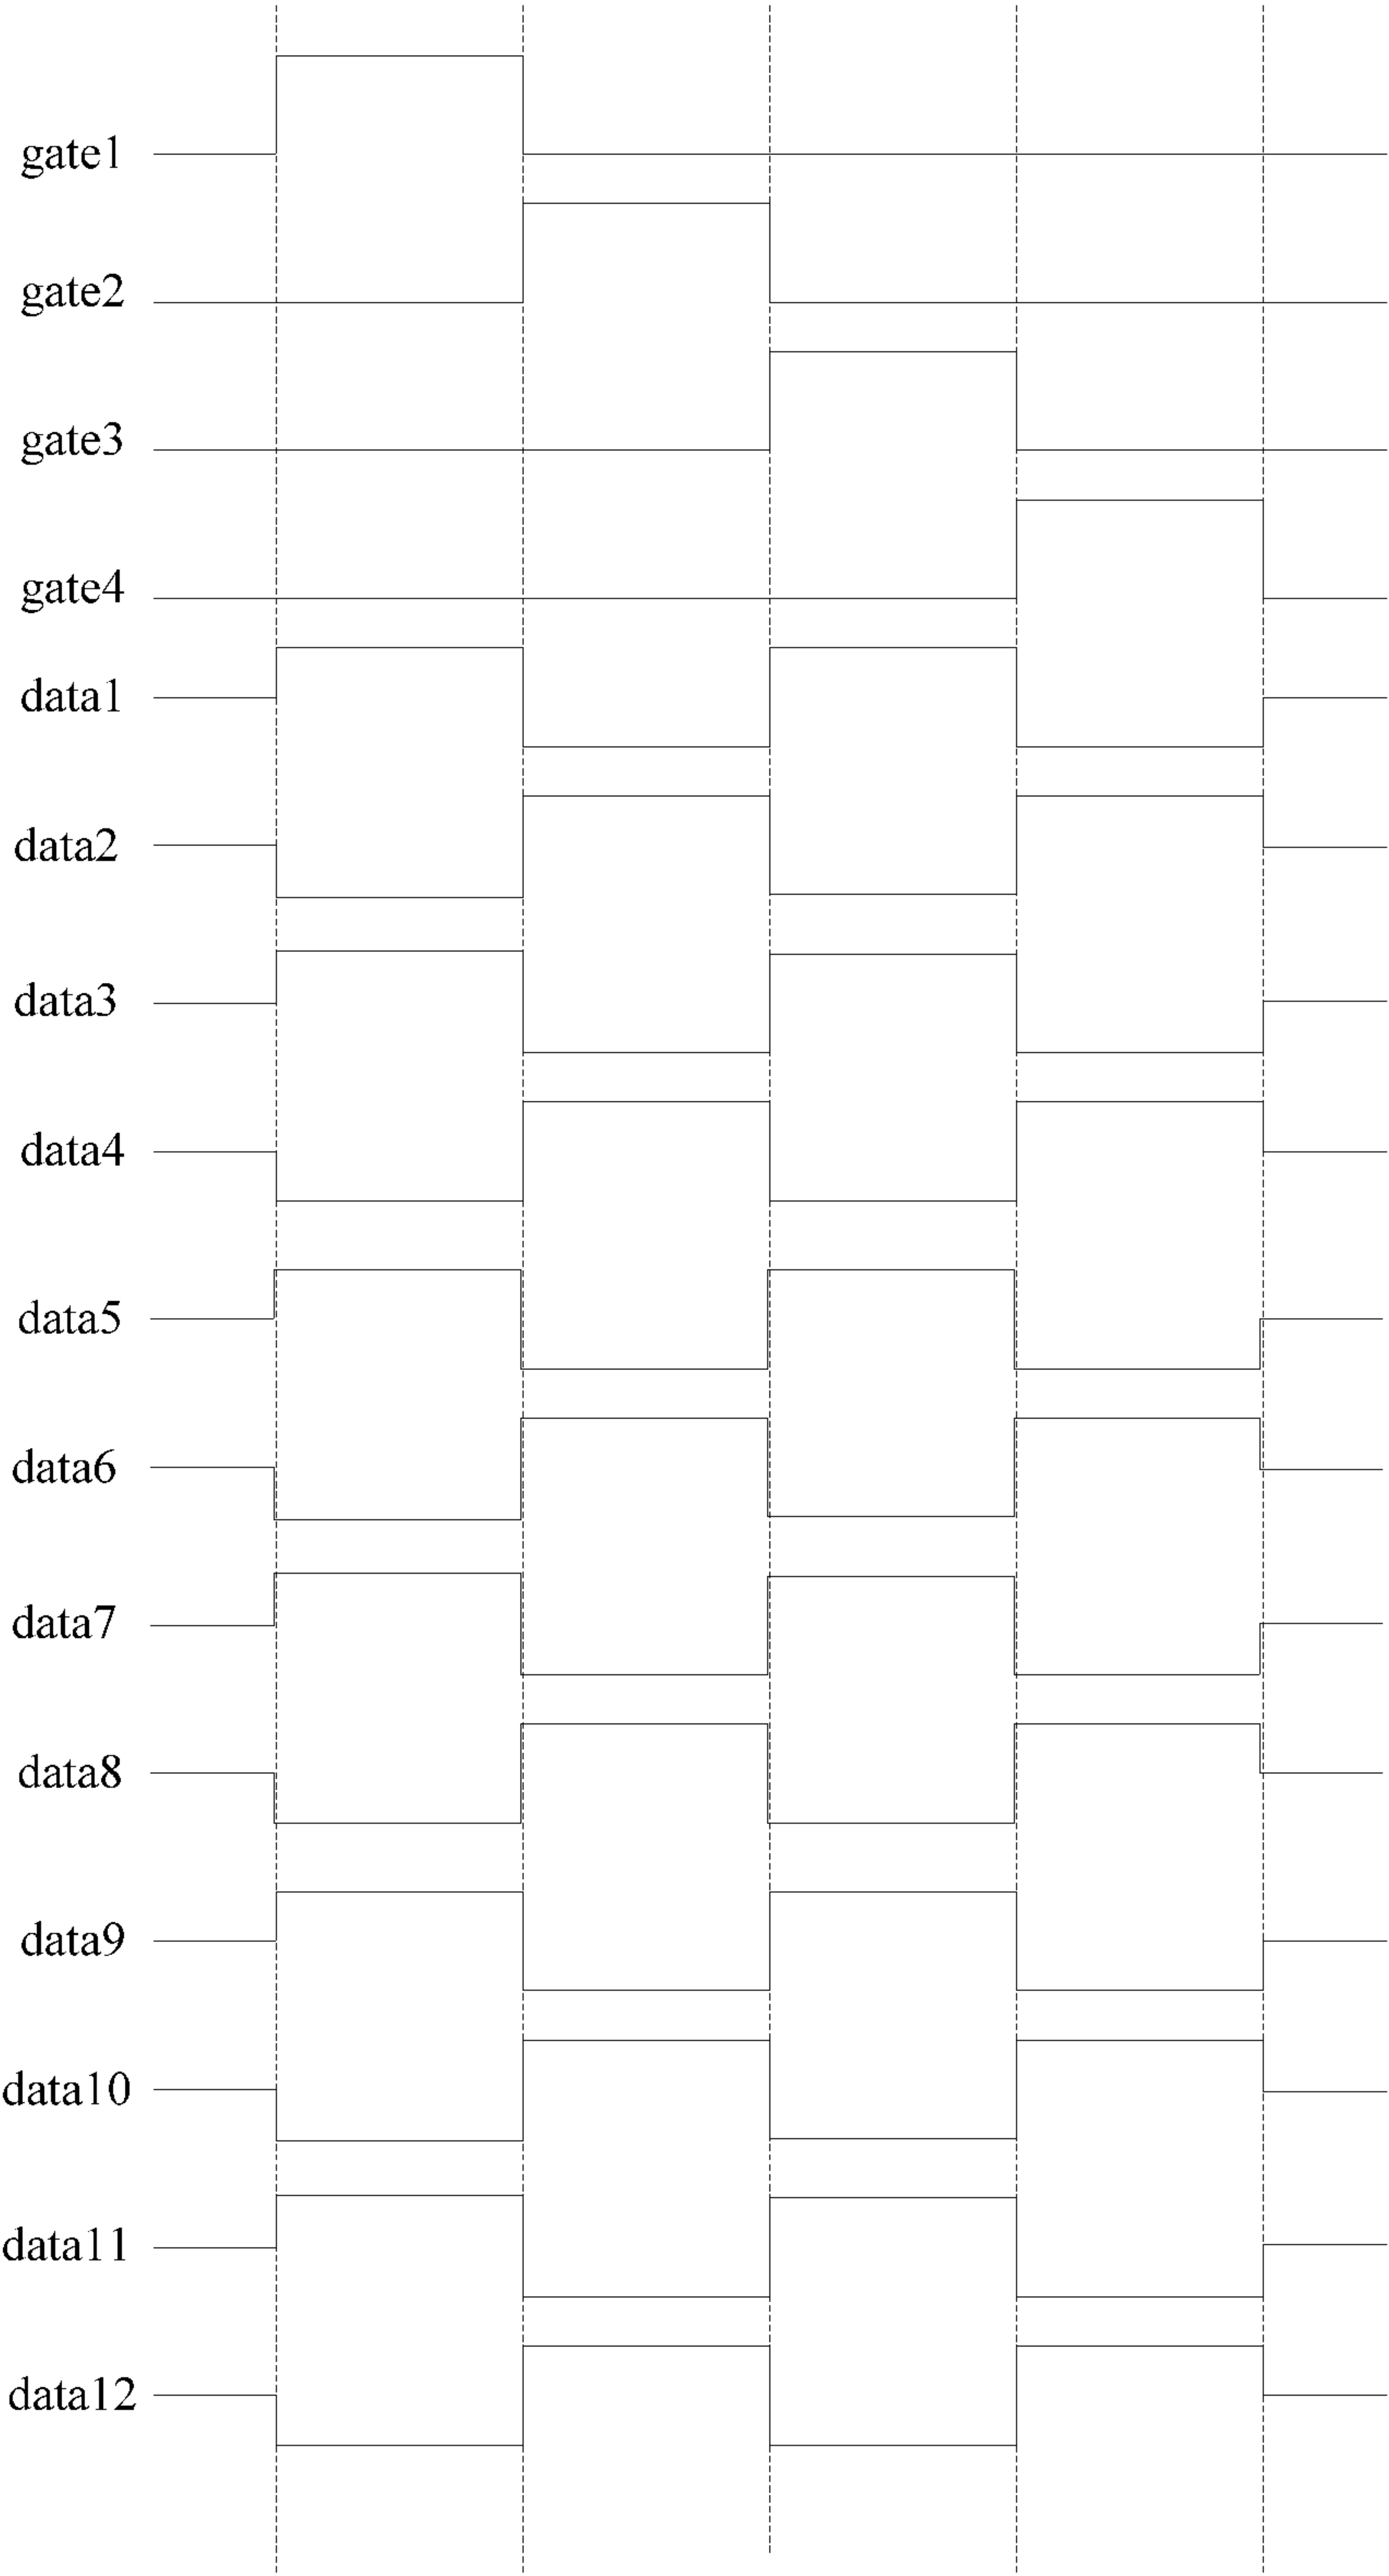 gate1
gate2
gate3
gate4
data1
data2
data3
data4
data5
data6
data7
data8
data9
data10
data11
data12